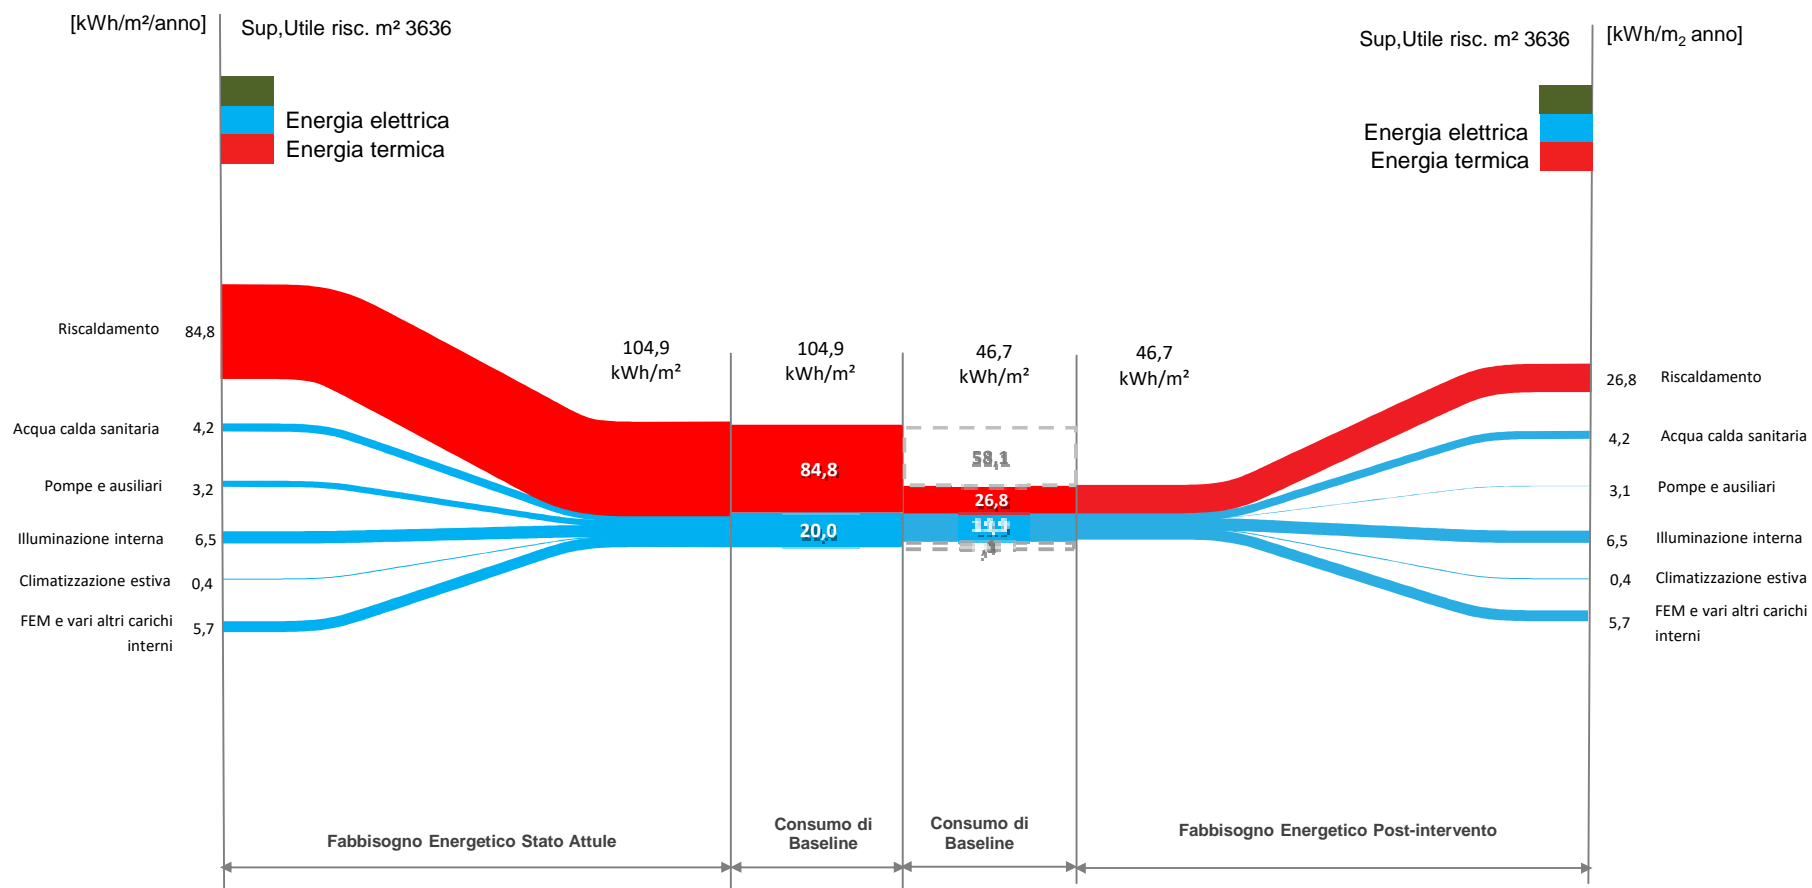 [kWh/m²/anno]
Sup,Utile risc. m² 3636
Sup,Utile risc. m² 3636
[kWh/m₂ anno]
Energia elettrica
Energia termica
Energia elettrica
Energia termica
Riscaldamento 84,8
Acqua calda sanitaria 4,2
Pompe e ausiliari 3,2
Illuminazione interna 6,5
Climatizzazione estiva 0,4
FEM e vari altri carichi
interni
5,7
104,9
kWh/m²
104,9
kWh/m²
46,7
kWh/m²
46,7
kWh/m²
84,8
20,0
58,1
26,8
26,8 Riscaldamento
4,2 Acqua calda sanitaria
3,1 Pompe e ausiliari
6,5 Illuminazione interna
0,4 Climatizzazione estiva
5,7
FEM e vari altri carichi
interni
Fabbisogno Energetico Stato Attule
Consumo di
Baseline
Consumo di
Baseline
Fabbisogno Energetico Post-intervento